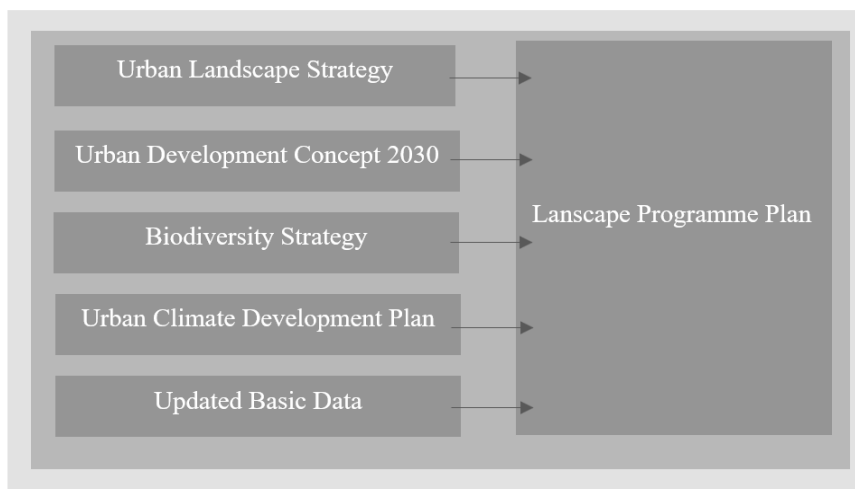 Urban Landscape Strategy
Urban Development Concept 2030
Lanscape Programme Plan
Biodiversity Strategy
Urban Climate Development Plan
Updated Basic Data